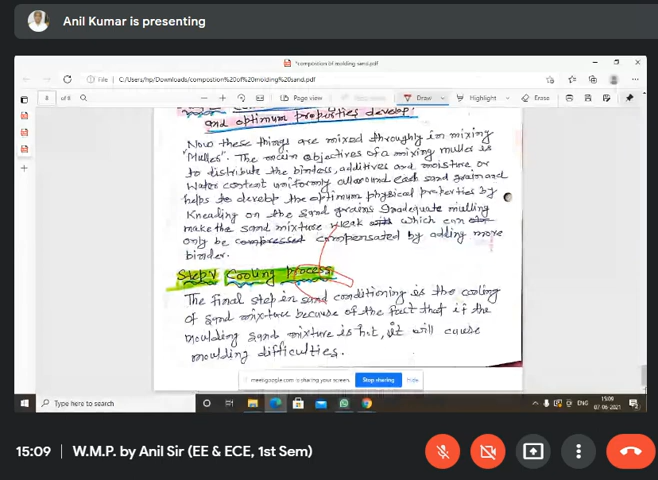 Anil Kumar is presenting
*compostion of molding sand.pdf
File C:/Users/hp/Downloads/compostion%20of%20molding%20sand.pdf
8 of 8 Page view Draw Highlight Erase
and optimum properties develop
Now these things are mixed throughly in mixing
"Muller". The main objectives of a mixing muller is
to distribute the binders, additives and moisture or
Water content uniformly allaround each sand grain and
helps to develop the optimum physical properties by
Kneading on the sand grains Inadequate mulling
make the sand mixture weak which can
only be compressed compensated by adding more
binder.
Step V Cooling process
The final step in sand conditioning is the cooling
of sand mixture because of the fact that if the
moulding sand mixture is hot, it will cause
moulding difficulties.
meet.google.com is sharing your screen. Stop sharing Hide
Type here to search ENG 15:09
07-06-2021
15:09 | W.M.P. by Anil Sir (EE & ECE, 1st Sem)